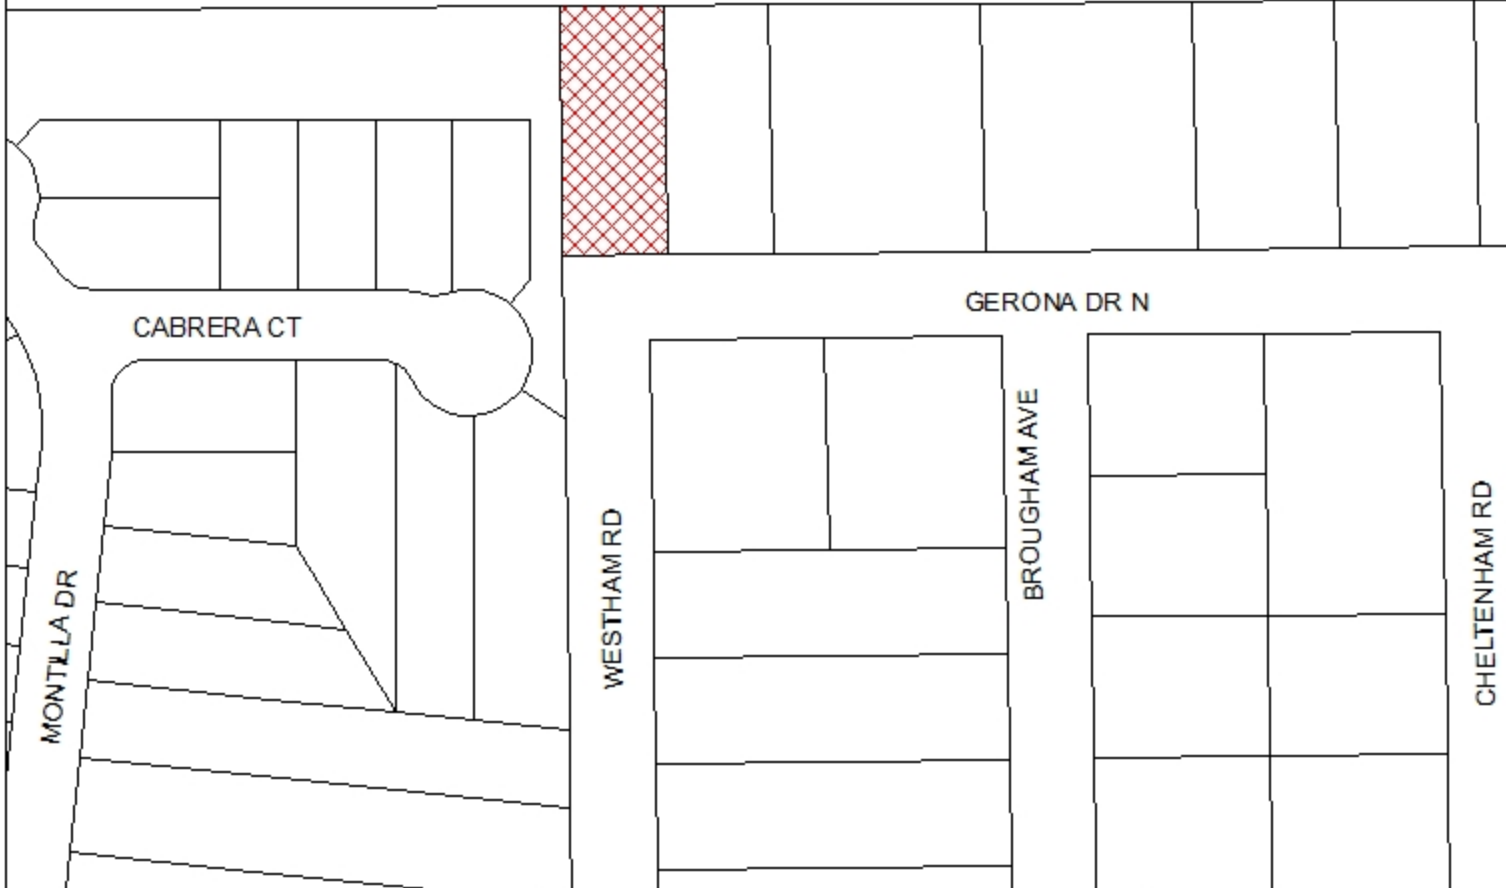 GERONA DR N
CABRERA CT
BROUGHAM AVE
CHELTENHAM RD
WESTHAM RD
MONTILLA DR